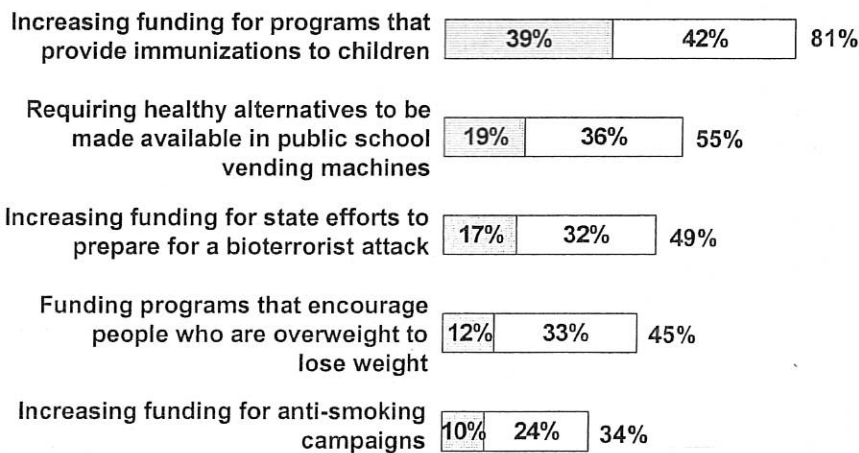 Increasing funding for programs that
provide immunizations to children
39% 42% 81%
Requiring healthy alternatives to be
made available in public school
vending machines
19% 36% 55%
Increasing funding for state efforts to
prepare for a bioterrorist attack
17% 32% 49%
Funding programs that encourage
people who are overweight to
lose weight
12% 33% 45%
Increasing funding for anti-smoking
campaigns
10% 24% 34%